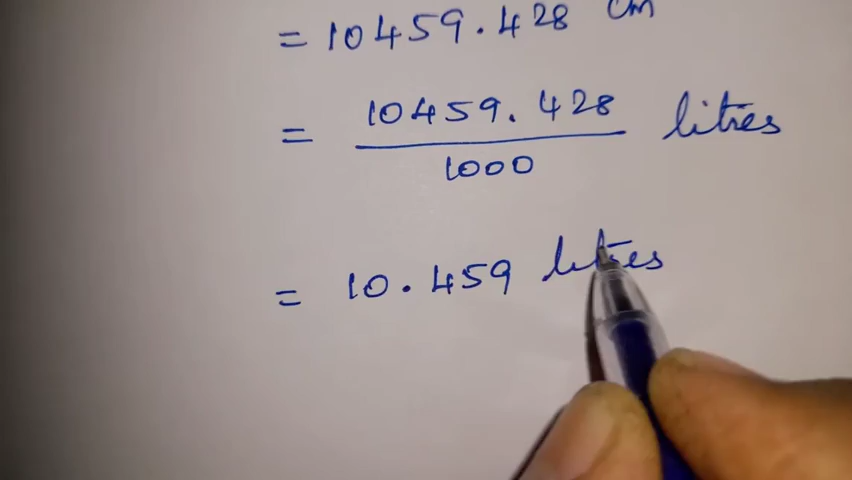 = 10459.428 cm
= 10459.428 / 1000 litres
= 10.459 litres